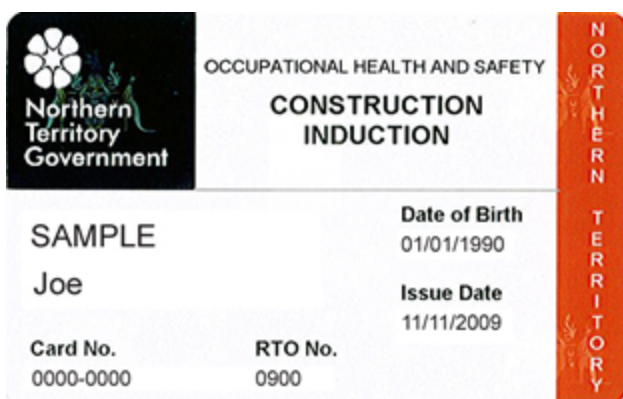 Northern
Territory
Government
OCCUPATIONAL HEALTH AND SAFETY
CONSTRUCTION
INDUCTION
NORTHERN TERRITORY
SAMPLE
Joe
Date of Birth
01/01/1990
Issue Date
11/11/2009
Card No.
0000-0000
RTO No.
0900